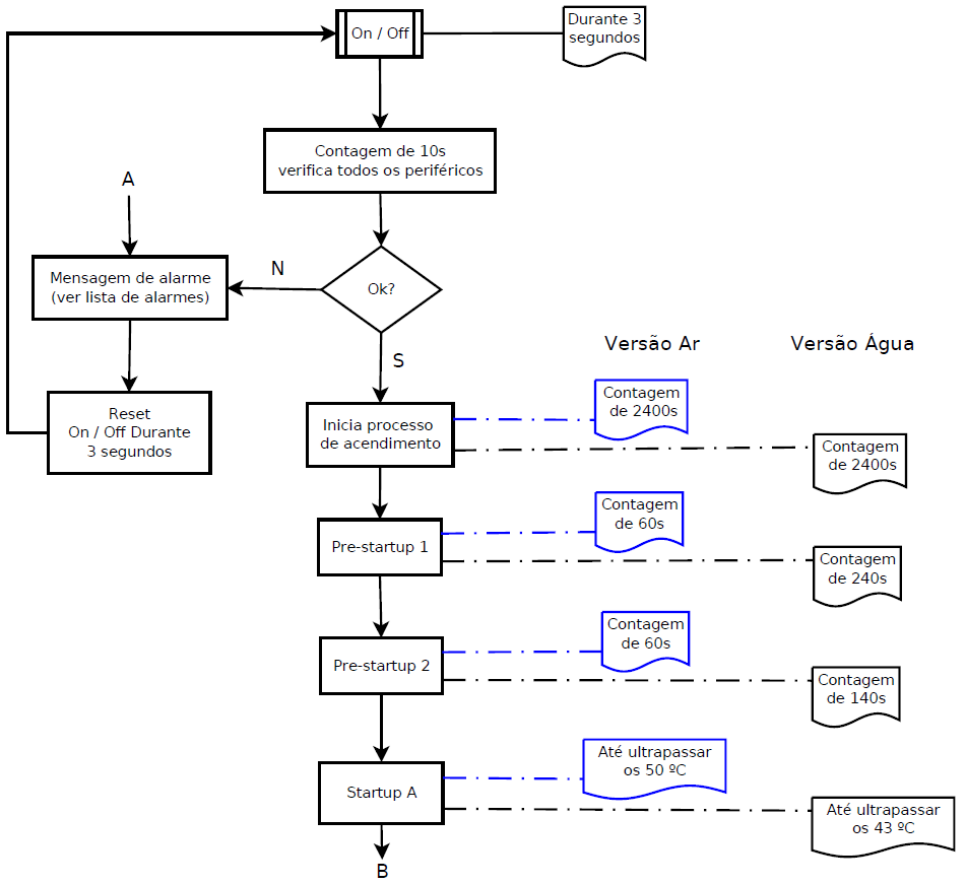 On / Off
Durante 3
segundos
Contagem de 10s
verifica todos os periféricos
A
Mensagem de alarme
(ver lista de alarmes)
N
Ok?
S
Reset
On / Off Durante
3 segundos
Versão Ar
Versão Água
Inicia processo
de acendimento
Contagem
de 2400s
Contagem
de 2400s
Pre-startup 1
Contagem
de 60s
Contagem
de 240s
Pre-startup 2
Contagem
de 60s
Contagem
de 140s
Startup A
Até ultrapassar
os 50 ºC
Até ultrapassar
os 43 ºC
B